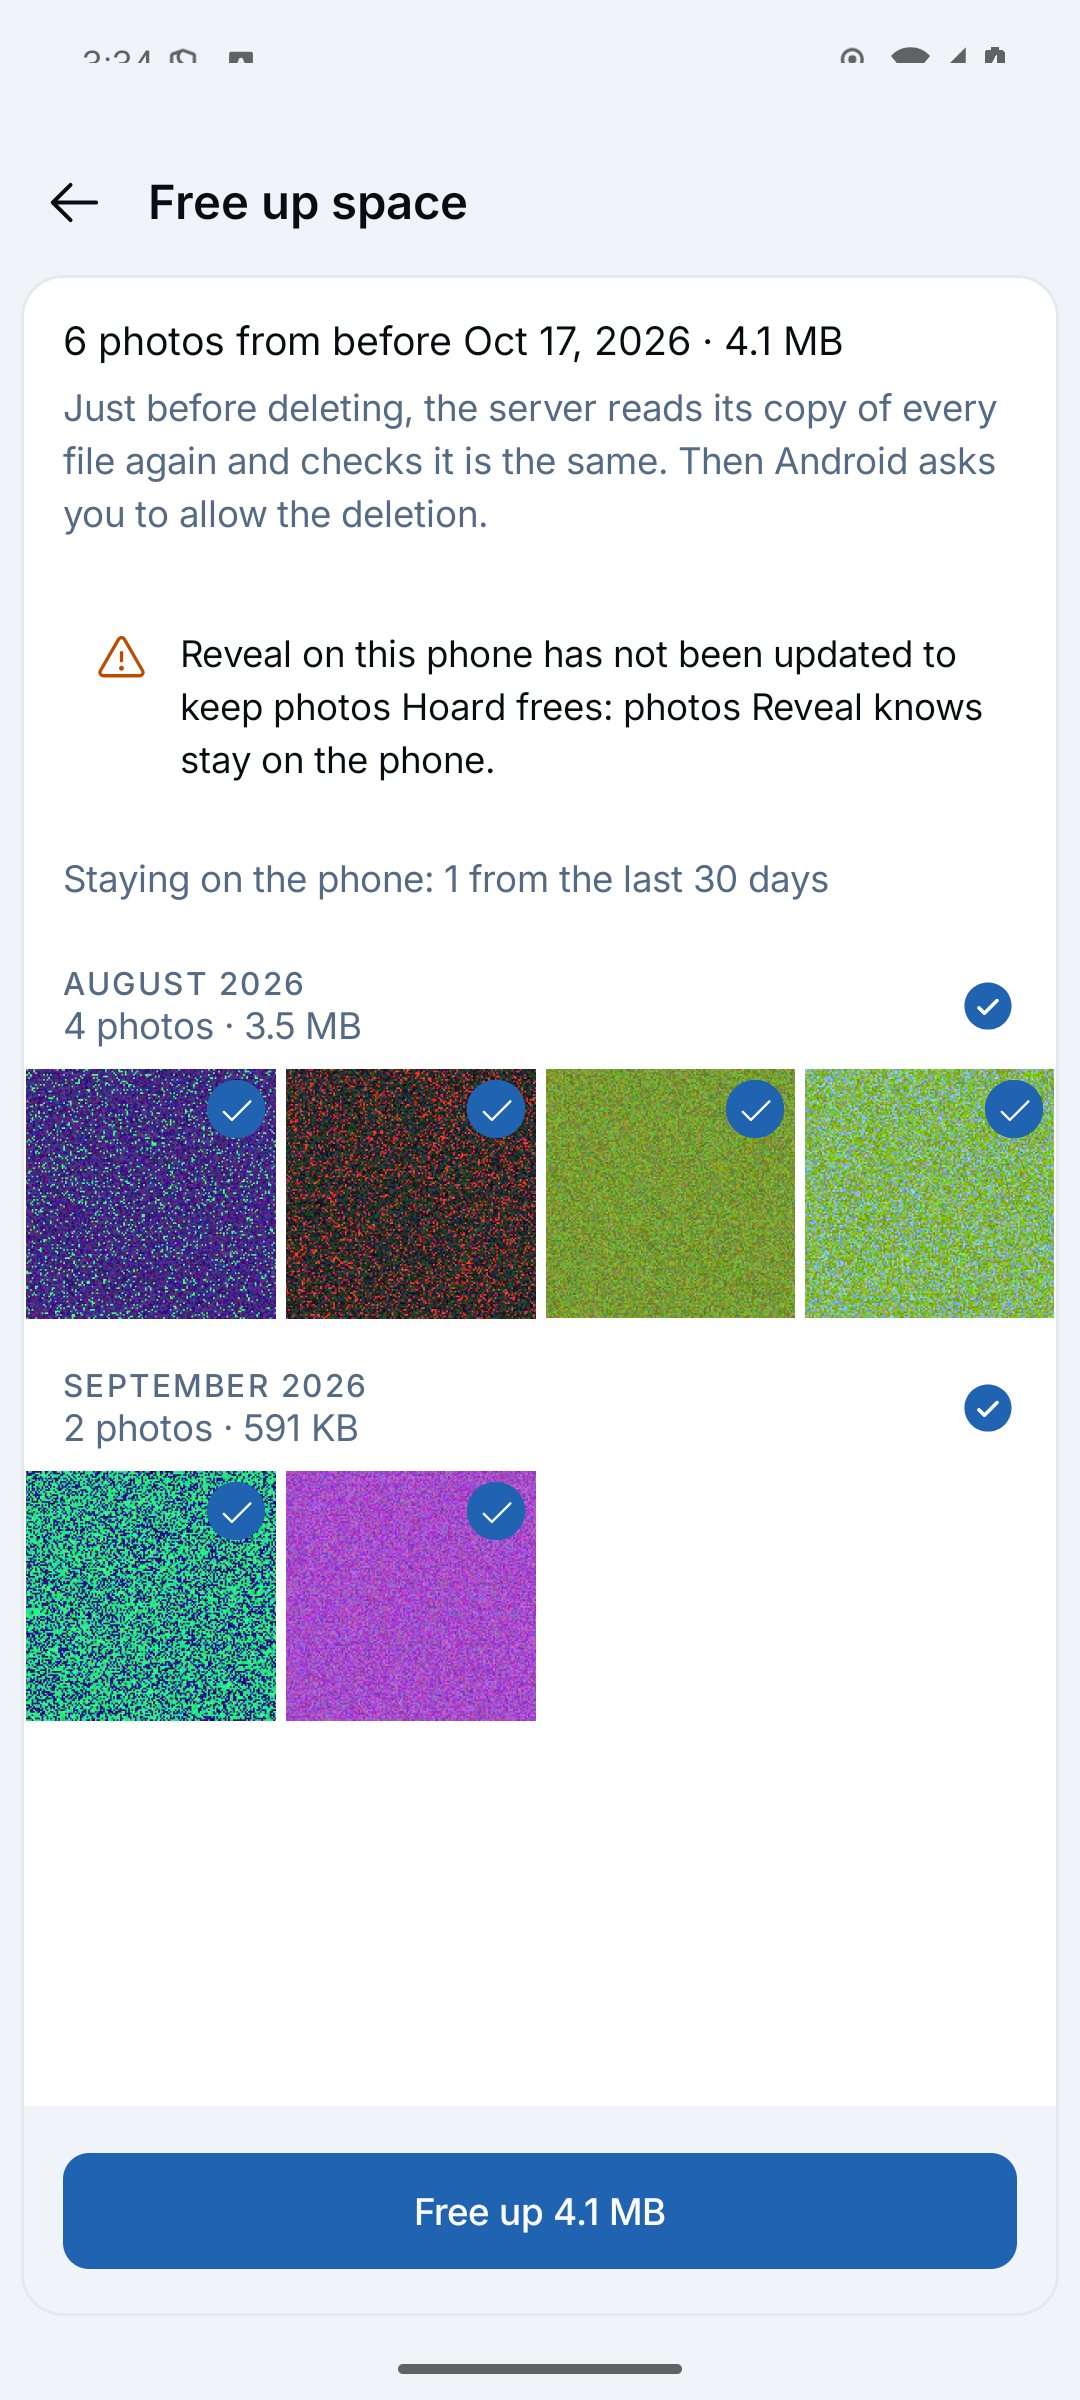 Free up space
6 photos from before Oct 17, 2026 · 4.1 MB
Just before deleting, the server reads its copy of every
file again and checks it is the same. Then Android asks
you to allow the deletion.
Reveal on this phone has not been updated to
keep photos Hoard frees: photos Reveal knows
stay on the phone.
Staying on the phone: 1 from the last 30 days
AUGUST 2026
4 photos · 3.5 MB
SEPTEMBER 2026
2 photos · 591 KB
Free up 4.1 MB